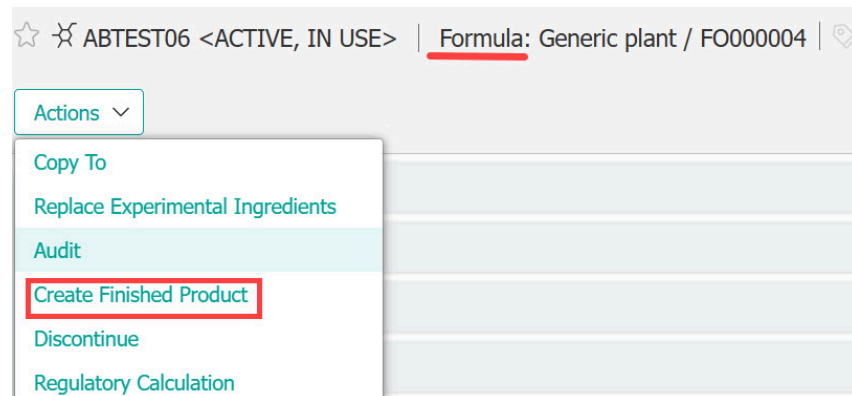 ABTEST06 <ACTIVE, IN USE> | Formula: Generic plant / FO000004 |
Actions
Copy To
Replace Experimental Ingredients
Audit
Create Finished Product
Discontinue
Regulatory Calculation